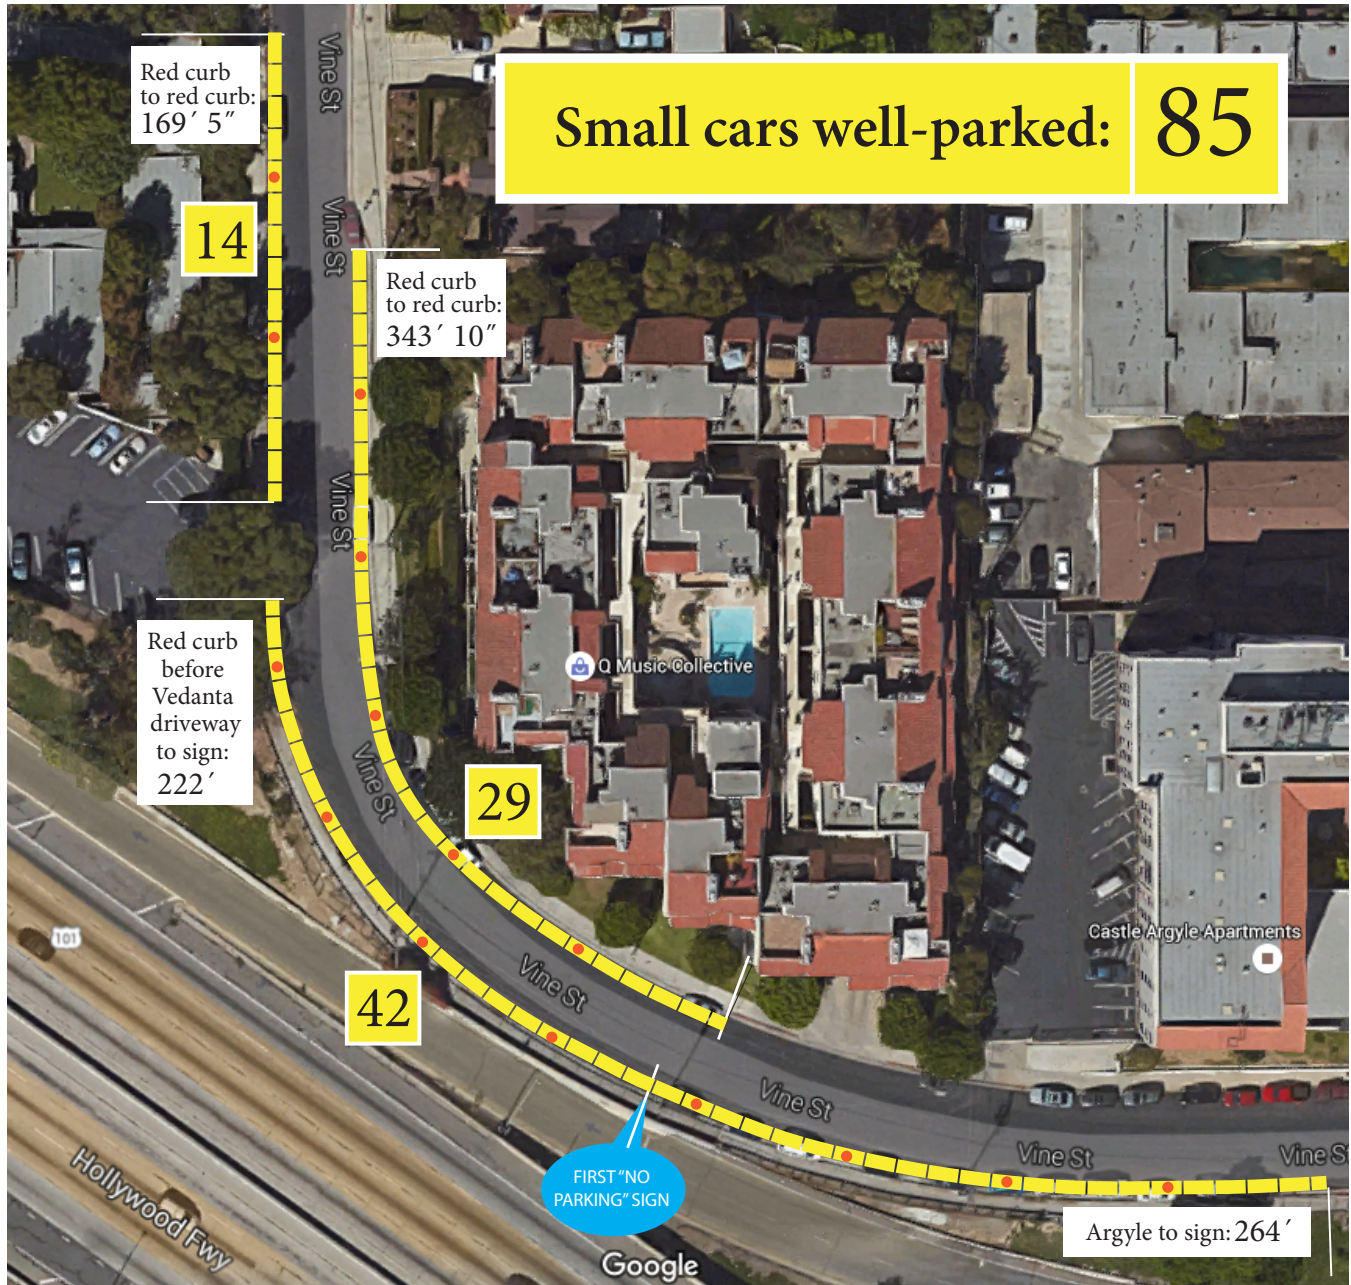 Vine St
Red curb
to red curb:
169´ 5˝
Small cars well-parked: 85
14
Vine St
Red curb
to red curb:
343´ 10˝
Vine St
Red curb
before
Vedanta
driveway
to sign:
222´
Q Music Collective
Vine St
29
101
Castle Argyle Apartments
42
Vine St
Vine St
FIRST “NO
PARKING” SIGN
Vine St
Vine St
Hollywood Fwy
Argyle to sign: 264´
Google